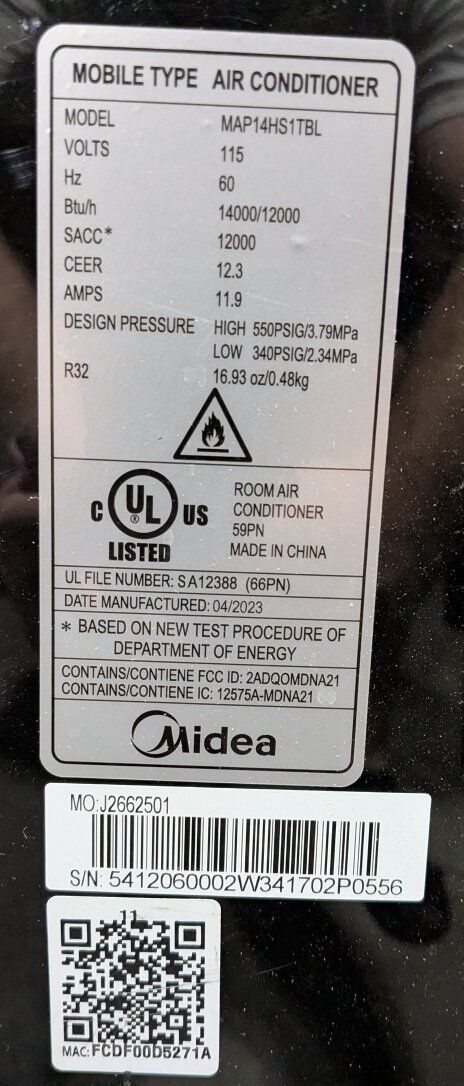 MOBILE TYPE AIR CONDITIONER
MODEL MAP14HS1TBL
VOLTS 115
Hz 60
Btu/h 14000/12000
SACC* 12000
CEER 12.3
AMPS 11.9
DESIGN PRESSURE HIGH 550PSIG/3.79MPa
LOW 340PSIG/2.34MPa
R32 16.93 oz/0.48kg
C UL ® US
LISTED
ROOM AIR
CONDITIONER
59PN
MADE IN CHINA
UL FILE NUMBER: SA12388 (66PN)
DATE MANUFACTURED: 04/2023
* BASED ON NEW TEST PROCEDURE OF
DEPARTMENT OF ENERGY
CONTAINS/CONTIENE FCC ID: 2ADQOMDNA21
CONTAINS/CONTIENE IC: 12575A-MDNA21
Midea
MO:J2662501
S/N: 5412060002W341702P0556
11
MAC:FCDF00D5271A